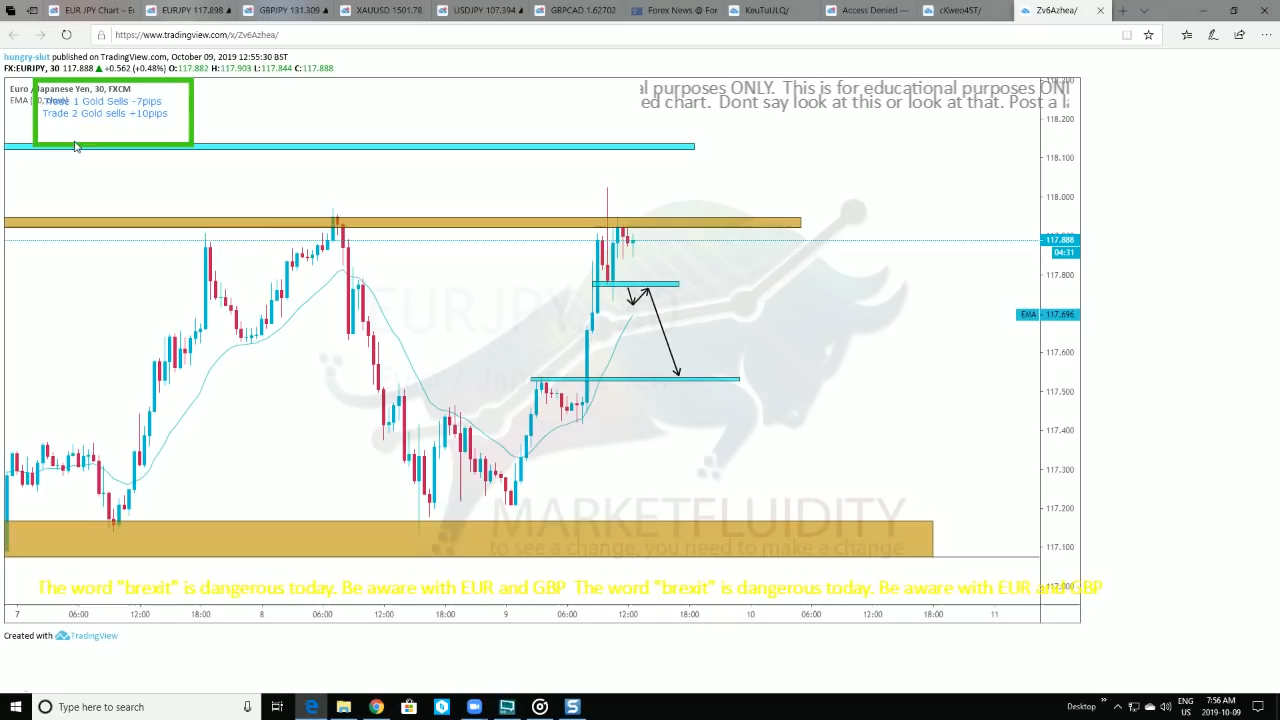 EUR JPY Chart – Eu
EURJPY 117.898 ▲
GBPJPY 131.309 ▲
XAUUSD 1501.78
USDJPY 107.394 ▲
GBPCAD 1.62702
Forex News @ For
KeuTuULQ/
Access Denied —
cKweo4ST/
Zv6Azhea/
https://www.tradingview.com/x/Zv6Azhea/
hungry-slut published on TradingView.com, October 09, 2019 12:55:30 BST
FX:EURJPY, 30 117.888 ▲ +0.562 (+0.48%) O:117.882 H:117.903 L:117.844 C:117.888
Euro / Japanese Yen, 30, FXCM
Trade 1 Gold Sells -7pips
Trade 2 Gold sells +10pips
l purposes ONLY. This is for educational purposes ONL
ed chart. Dont say look at this or look at that. Post a
118.200
118.100
118.000
117.888
04:31
117.800
EMA 117.696
117.600
117.500
117.400
117.300
117.200
117.100
117.000
EURJPY
MARKETFLUIDITY
to see a change, you need to make a change
The word "brexit" is dangerous today. Be aware with EUR and GBP The word "brexit" is dangerous today. Be aware with EUR and GBP
7 06:00 12:00 18:00 8 06:00 12:00 18:00 9 06:00 12:00 18:00 10 06:00 12:00 18:00 11
Created with TradingView
Type here to search
Desktop
ENG
US
7:56 AM
2019-10-09